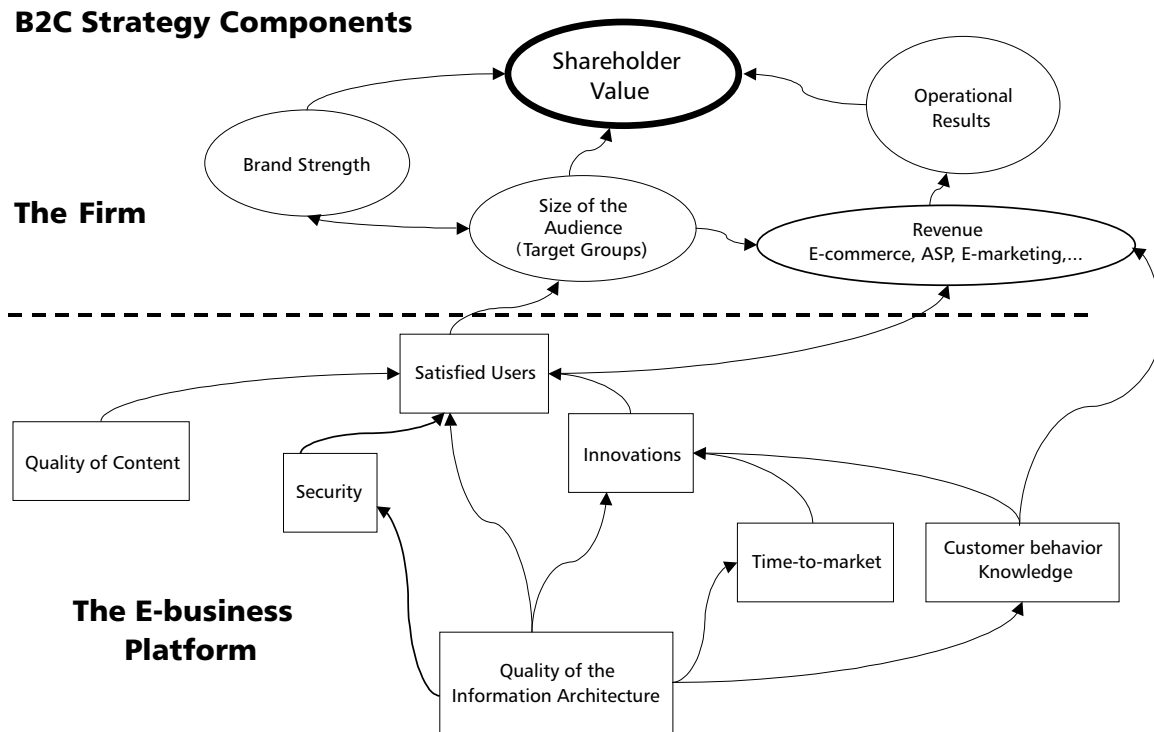 B2C Strategy Components
Shareholder
Value
Operational
Results
Brand Strength
The Firm
Size of the
Audience
(Target Groups)
Revenue
E-commerce, ASP, E-marketing,...
Satisfied Users
Quality of Content
Innovations
Security
Time-to-market
Customer behavior
Knowledge
The E-business
Platform
Quality of the
Information Architecture